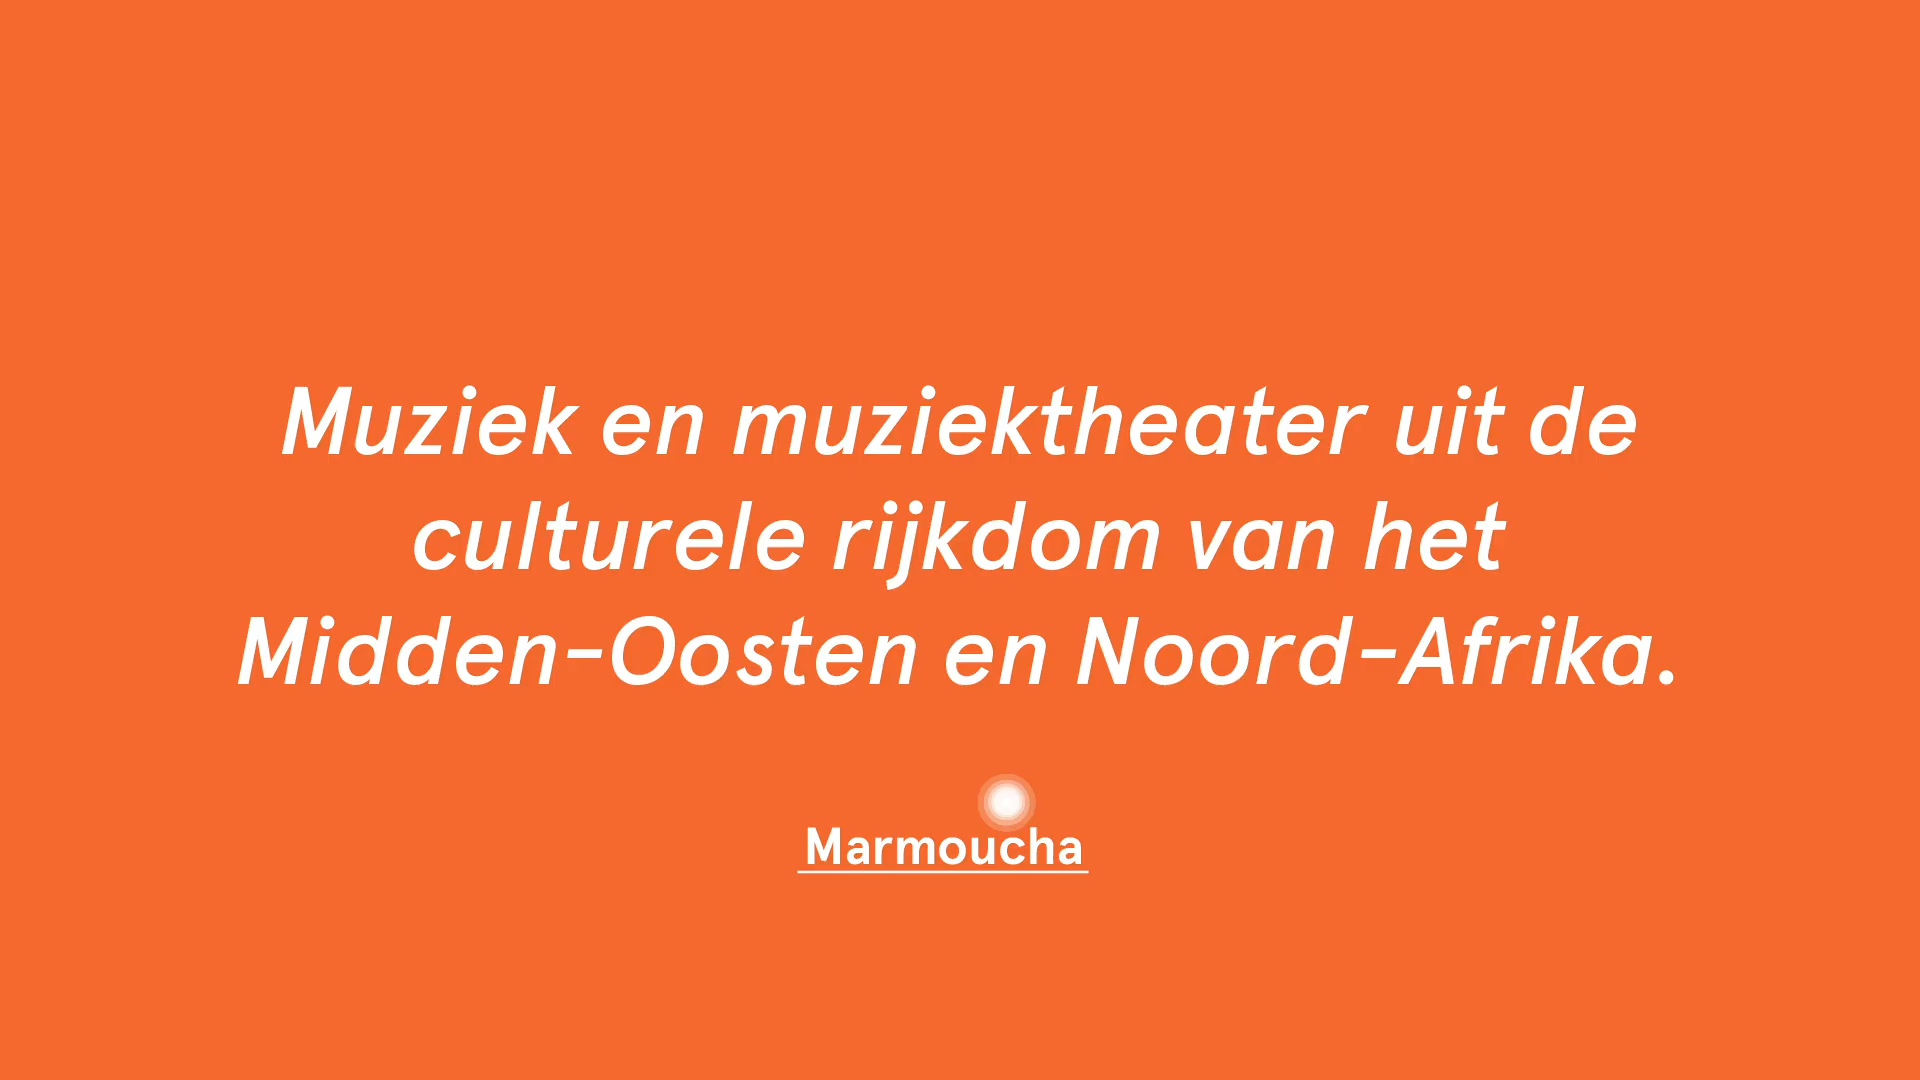 Muziek en muziektheater uit de
culturele rijkdom van het
Midden-Oosten en Noord-Afrika.
Marmoucha